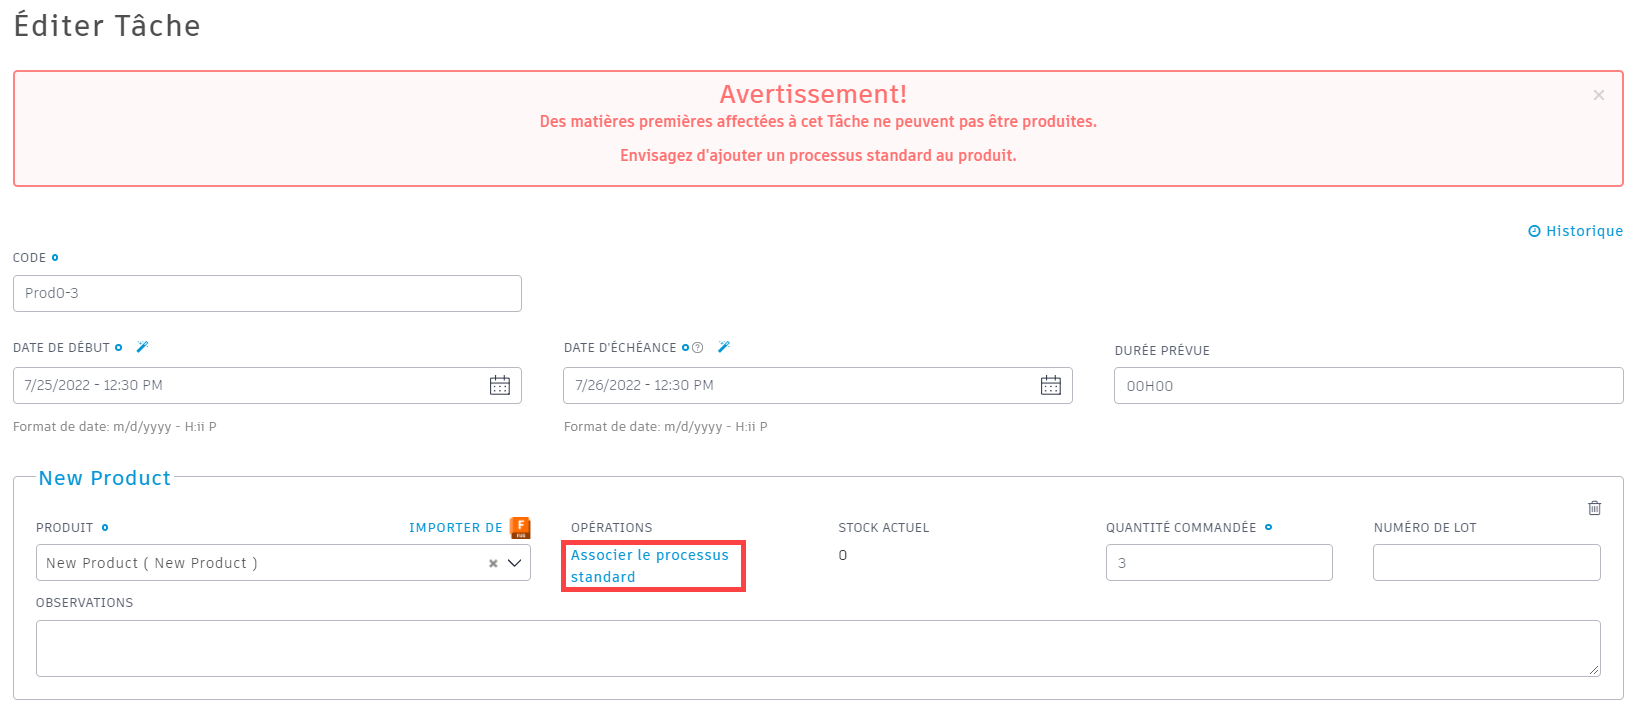 Éditer Tâche
Avertissement!
Des matières premières affectées à cet Tâche ne peuvent pas être produites.
Envisagez d'ajouter un processus standard au produit.
Historique
CODE
Prod0-3
DATE DE DÉBUT
DATE D'ÉCHÉANCE
DURÉE PRÉVUE
7/25/2022 - 12:30 PM
7/26/2022 - 12:30 PM
00H00
Format de date: m/d/yyyy - H:ii P
Format de date: m/d/yyyy - H:ii P
New Product
PRODUIT
IMPORTER DE
OPÉRATIONS
STOCK ACTUEL
QUANTITÉ COMMANDÉE
NUMÉRO DE LOT
New Product ( New Product )
Associer le processus
standard
0
3
OBSERVATIONS